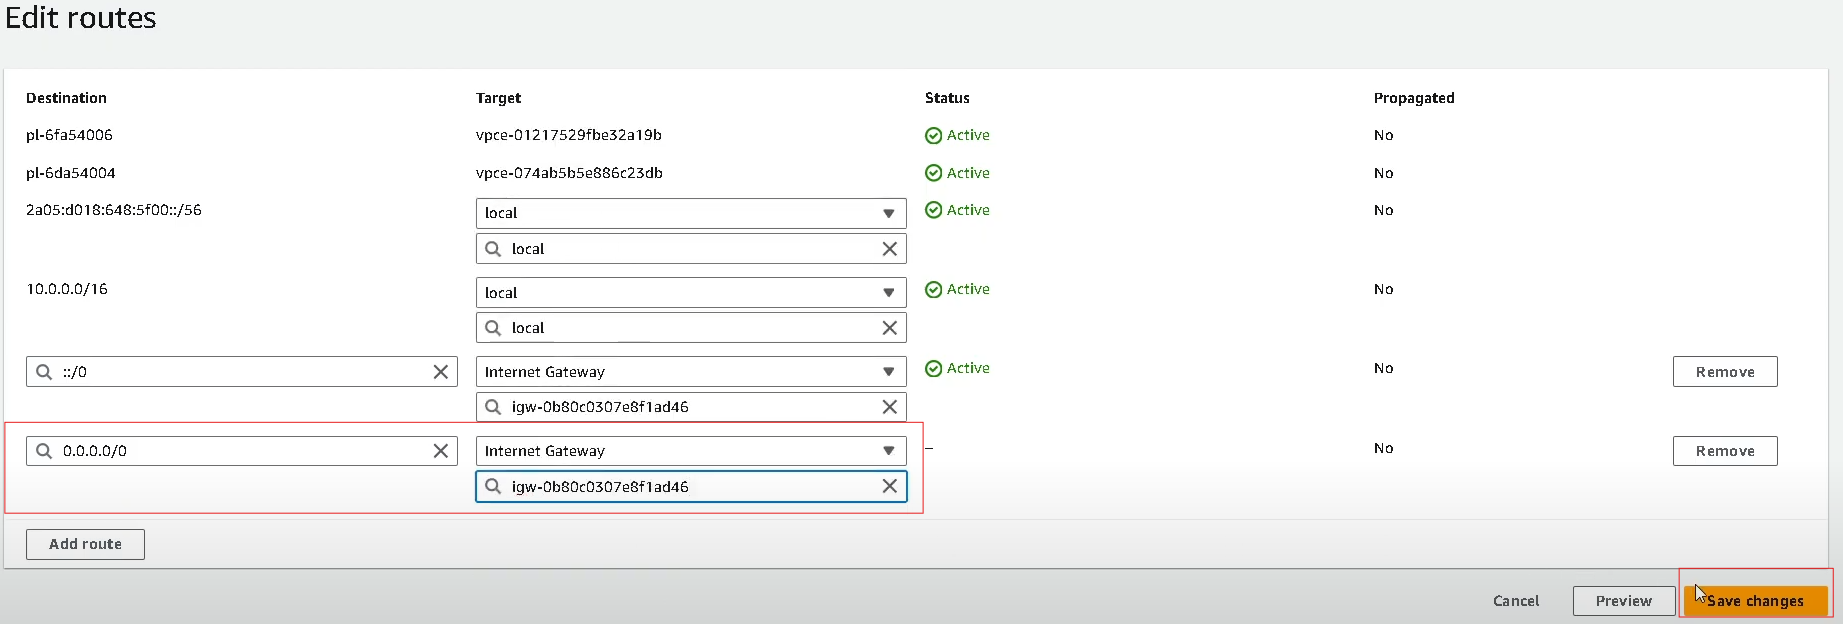 Edit routes
Destination Target Status Propagated
pl-6fa54006 vpce-01217529fbe32a19b Active No
pl-6da54004 vpce-074ab5b5e886c23db Active No
2a05:d018:648:5f00::/56 local Active No
local
10.0.0.0/16 local Active No
local
::/0 Internet Gateway Active No Remove
igw-0b80c0307e8f1ad46
0.0.0.0/0 Internet Gateway – No Remove
igw-0b80c0307e8f1ad46
Add route
Cancel Preview Save changes